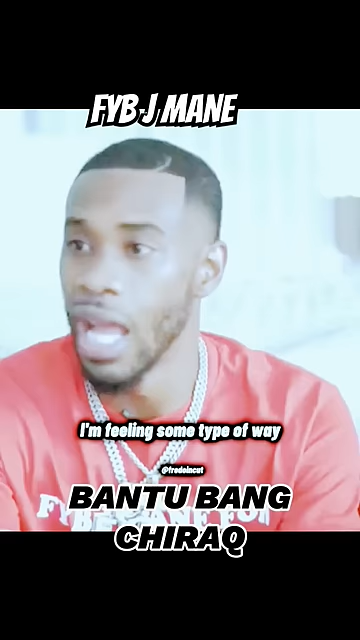 FYB J MANE
I'm feeling some type of way
@fredoincut
BANTU BANG
CHIRAQ